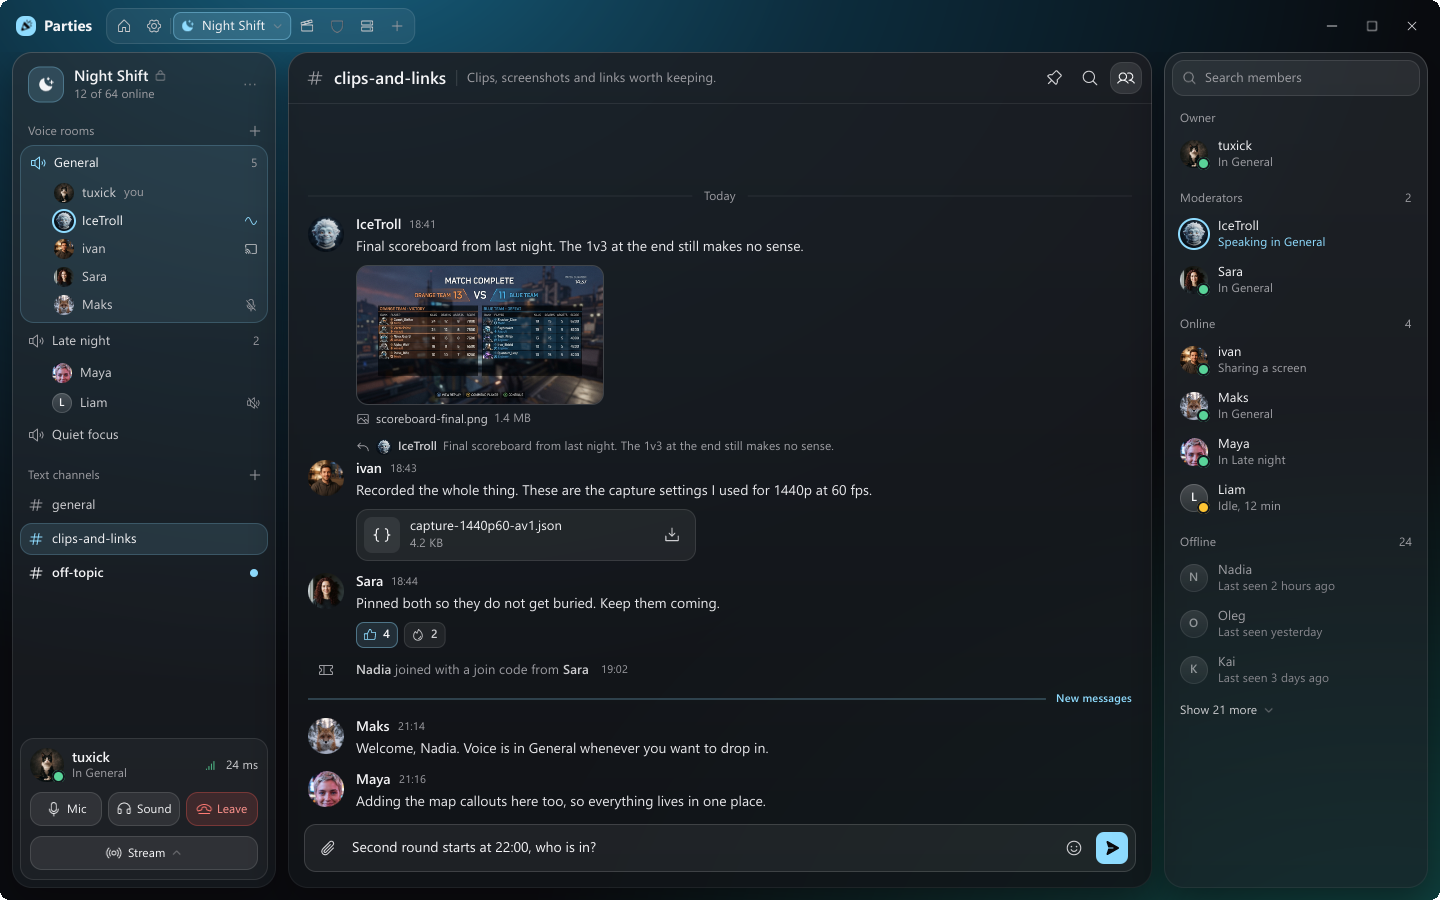 Parties
Night Shift
Night Shift
12 of 64 online
Voice rooms
General 5
tuxick you
IceTroll
ivan
Sara
Maks
Late night 2
Maya
L Liam
Quiet focus
Text channels
# general
# clips-and-links
# off-topic
tuxick
In General
24 ms
Mic Sound Leave
Stream
# clips-and-links Clips, screenshots and links worth keeping.
Today
IceTroll 18:41
Final scoreboard from last night. The 1v3 at the end still makes no sense.
MATCH COMPLETE
ORANGE TEAM 13 VS 11 BLUE TEAM
scoreboard-final.png 1.4 MB
IceTroll Final scoreboard from last night. The 1v3 at the end still makes no sense.
ivan 18:43
Recorded the whole thing. These are the capture settings I used for 1440p at 60 fps.
{ } capture-1440p60-av1.json
4.2 KB
Sara 18:44
Pinned both so they do not get buried. Keep them coming.
4 2
Nadia joined with a join code from Sara 19:02
New messages
Maks 21:14
Welcome, Nadia. Voice is in General whenever you want to drop in.
Maya 21:16
Adding the map callouts here too, so everything lives in one place.
Second round starts at 22:00, who is in?
Search members
Owner
tuxick
In General
Moderators 2
IceTroll
Speaking in General
Sara
In General
Online 4
ivan
Sharing a screen
Maks
In General
Maya
In Late night
L Liam
Idle, 12 min
Offline 24
N Nadia
Last seen 2 hours ago
O Oleg
Last seen yesterday
K Kai
Last seen 3 days ago
Show 21 more